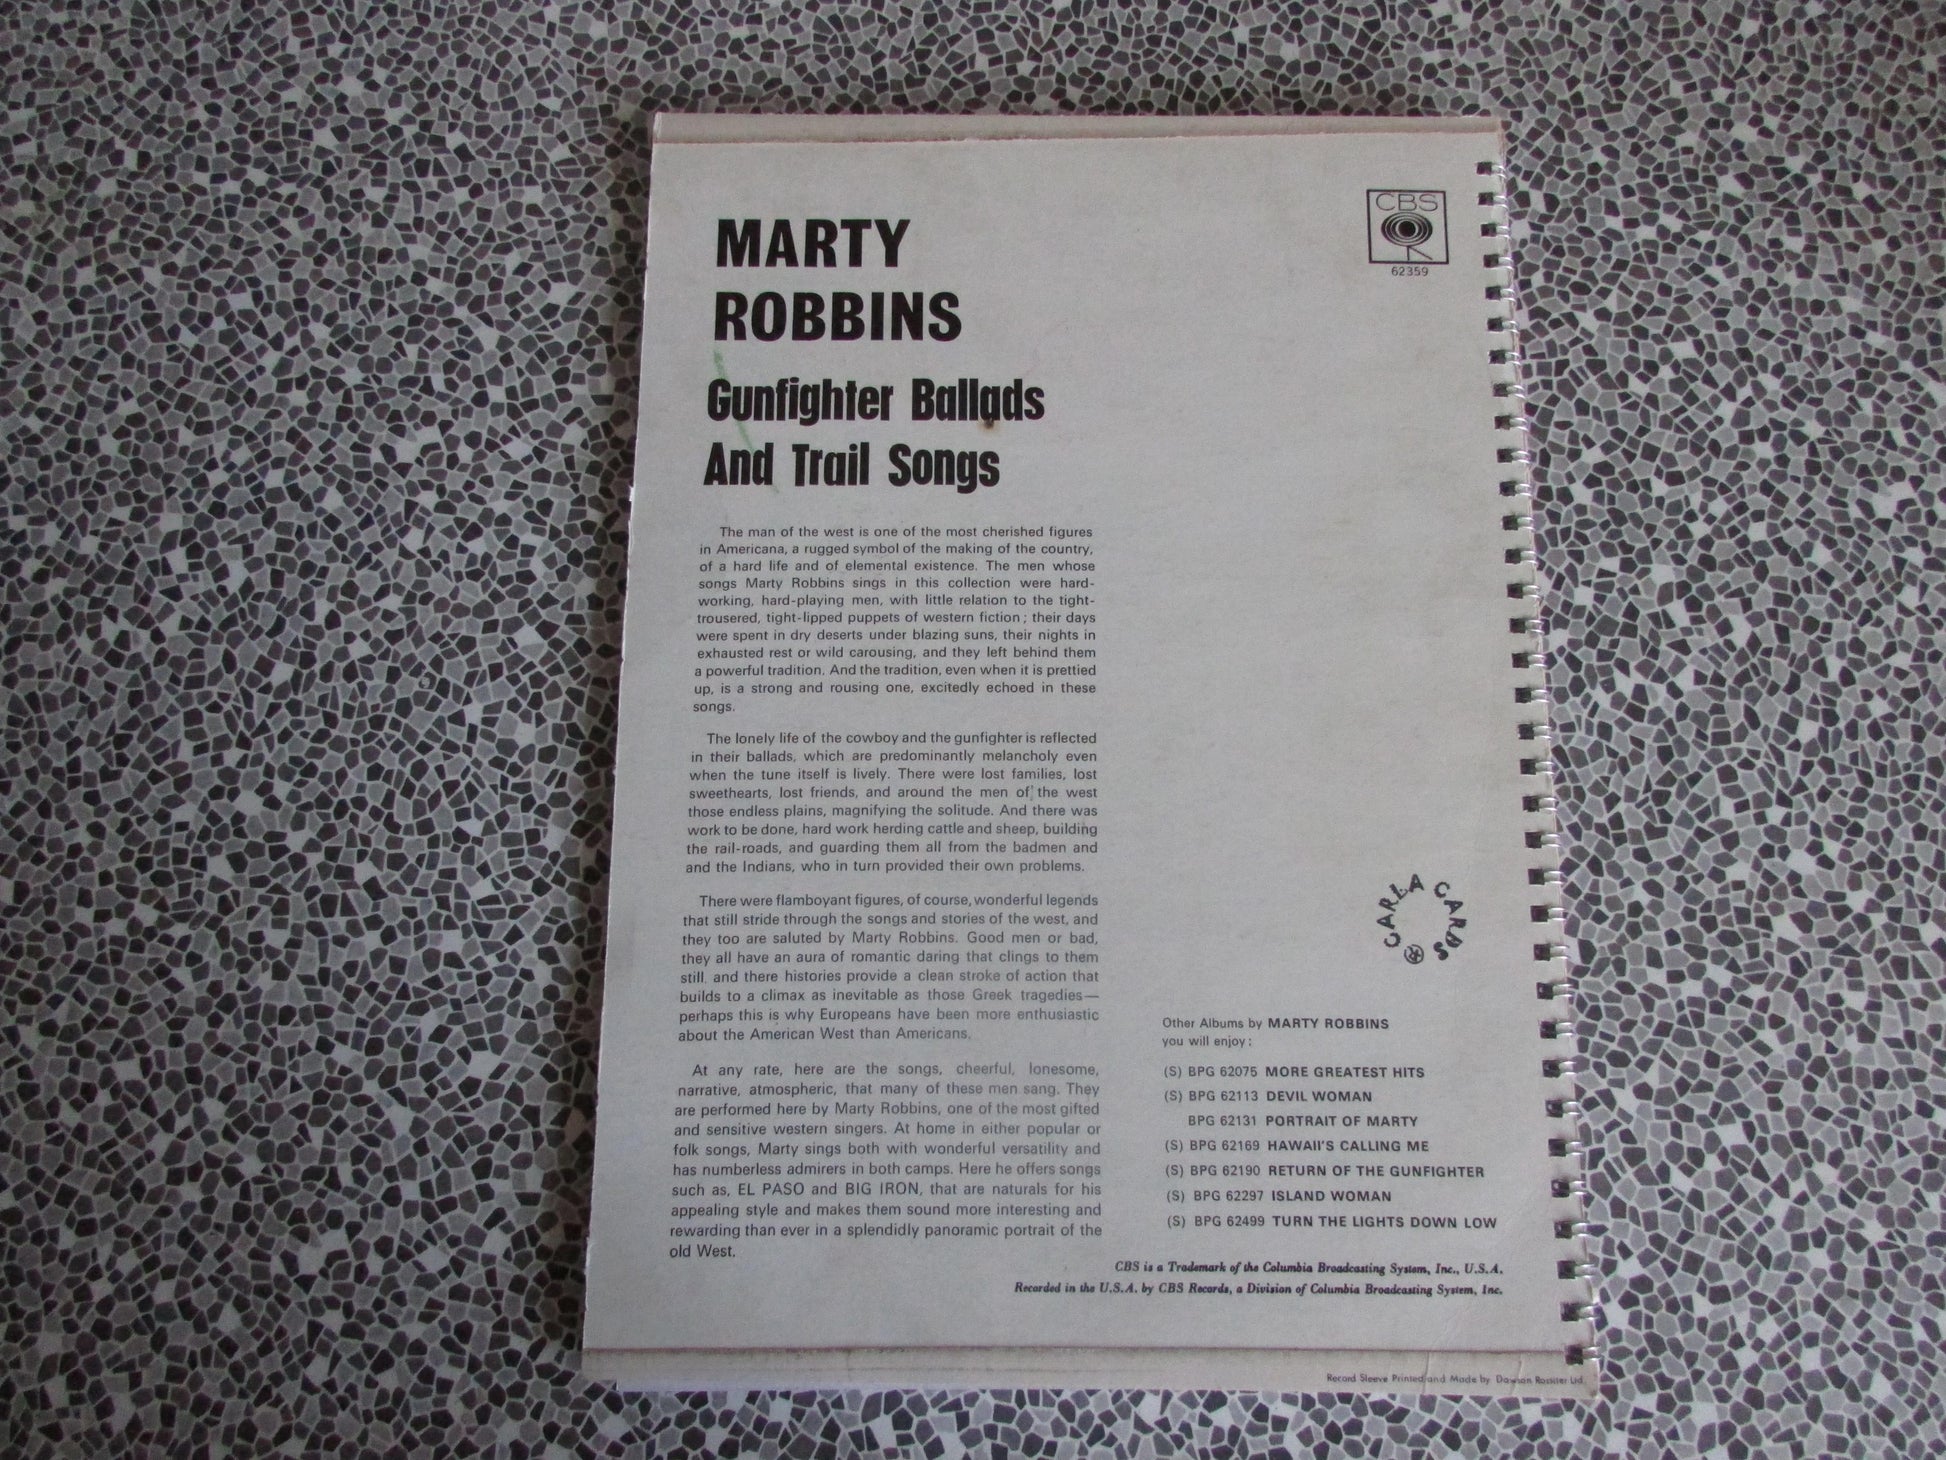 MARTY
ROBBINS
Gunfighter Ballads
And Trail Songs
CBS
62359
The man of the west is one of the most cherished figures
in Americana, a rugged symbol of the making of the country,
of a hard life and of elemental existence. The men whose
songs Marty Robbins sings in this collection were hard-
working, hard-playing men, with little relation to the tight-
trousered, tight-lipped puppets of western fiction; their days
were spent in dry deserts under blazing suns, their nights in
exhausted rest or wild carousing, and they left behind them
a powerful tradition. And the tradition, even when it is prettied
up, is a strong and rousing one, excitedly echoed in these
songs.
The lonely life of the cowboy and the gunfighter is reflected
in their ballads, which are predominantly melancholy even
when the tune itself is lively. There were lost families, lost
sweethearts, lost friends, and around the men of the west
those endless plains, magnifying the solitude. And there was
work to be done, hard work herding cattle and sheep, building
the rail-roads, and guarding them all from the badmen and
and the Indians, who in turn provided their own problems.
There were flamboyant figures, of course, wonderful legends
that still stride through the songs and stories of the west, and
they too are saluted by Marty Robbins. Good men or bad,
they all have an aura of romantic daring that clings to them
still, and there histories provide a clean stroke of action that
builds to a climax as inevitable as those Greek tragedies—
perhaps this is why Europeans have been more enthusiastic
about the American West than Americans.
At any rate, here are the songs, cheerful, lonesome,
narrative, atmospheric, that many of these men sang. They
are performed here by Marty Robbins, one of the most gifted
and sensitive western singers. At home in either popular or
folk songs, Marty sings both with wonderful versatility and
has numberless admirers in both camps. Here he offers songs
such as, EL PASO and BIG IRON, that are naturals for his
appealing style and makes them sound more interesting and
rewarding than ever in a splendidly panoramic portrait of the
old West.
CARLA CARDS ®
Other Albums by MARTY ROBBINS
you will enjoy:
(S) BPG 62075 MORE GREATEST HITS
(S) BPG 62113 DEVIL WOMAN
BPG 62131 PORTRAIT OF MARTY
(S) BPG 62169 HAWAII'S CALLING ME
(S) BPG 62190 RETURN OF THE GUNFIGHTER
(S) BPG 62297 ISLAND WOMAN
(S) BPG 62499 TURN THE LIGHTS DOWN LOW
CBS is a Trademark of the Columbia Broadcasting System, Inc., U.S.A.
Recorded in the U.S.A. by CBS Records, a Division of Columbia Broadcasting System, Inc.
Record Sleeve Printed and Made by Dawson Rossiter Ltd.